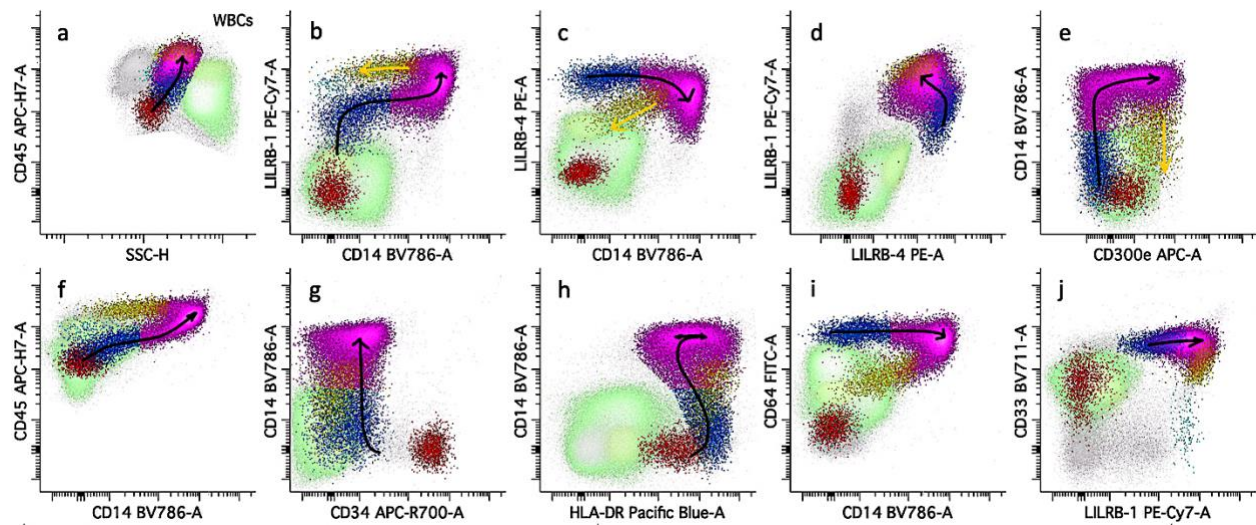 WBCs
a
CD45 APC-H7-A
SSC-H
b
LILRB-1 PE-Cy7-A
CD14 BV786-A
c
LILRB-4 PE-A
CD14 BV786-A
d
LILRB-1 PE-Cy7-A
LILRB-4 PE-A
e
CD14 BV786-A
CD300e APC-A
f
CD45 APC-H7-A
CD14 BV786-A
g
CD14 BV786-A
CD34 APC-R700-A
h
CD14 BV786-A
HLA-DR Pacific Blue-A
i
CD64 FITC-A
CD14 BV786-A
j
CD33 BV711-A
LILRB-1 PE-Cy7-A